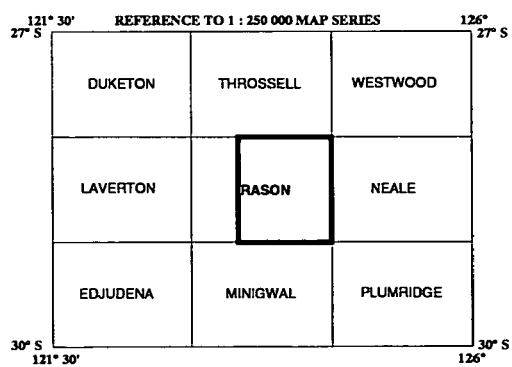 REFERENCE TO 1 : 250 000 MAP SERIES
121° 30' 126°
27° S 27° S
DUKETON THROSSELL WESTWOOD
LAVERTON RASON NEALE
EDJUDENA MINIGWAL PLUMRIDGE
30° S 30° S
121° 30' 126°